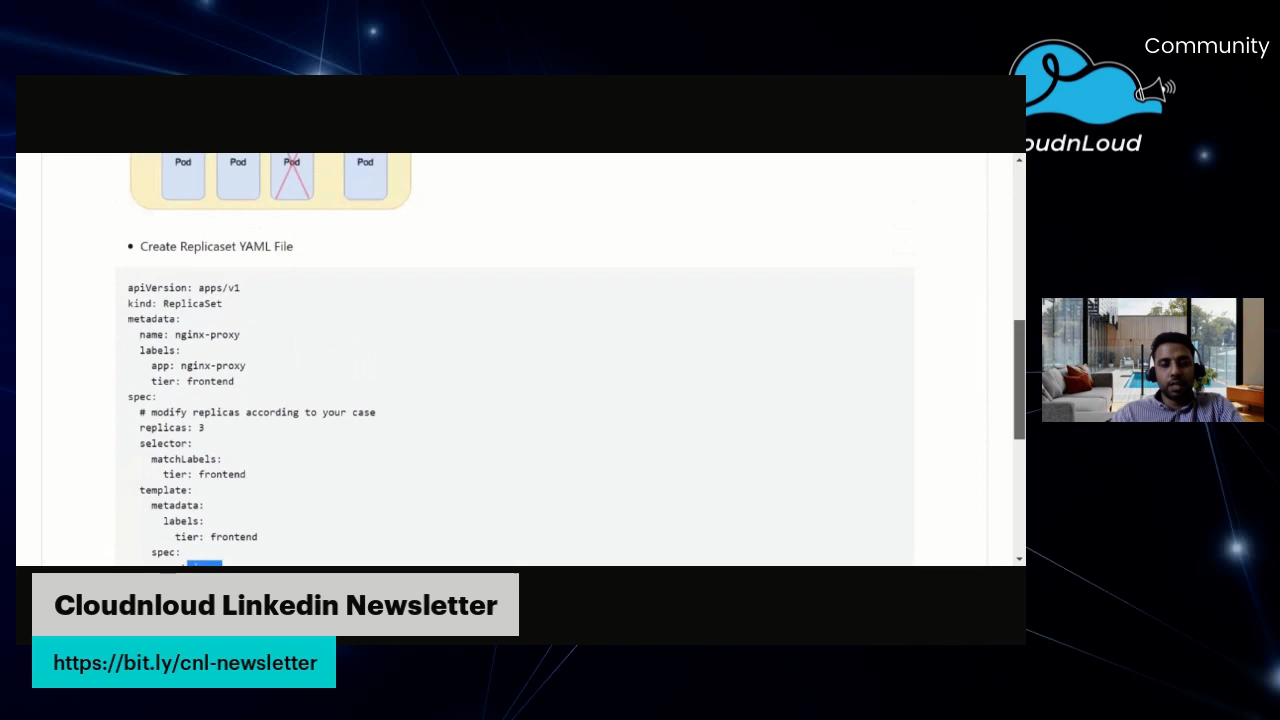 Community
oudnLoud
Pod Pod Pod Pod
• Create Replicaset YAML File
apiVersion: apps/v1
kind: ReplicaSet
metadata:
  name: nginx-proxy
  labels:
    app: nginx-proxy
    tier: frontend
spec:
  # modify replicas according to your case
  replicas: 3
  selector:
    matchLabels:
      tier: frontend
  template:
    metadata:
      labels:
        tier: frontend
    spec:
Cloudnloud Linkedin Newsletter
https://bit.ly/cnl-newsletter